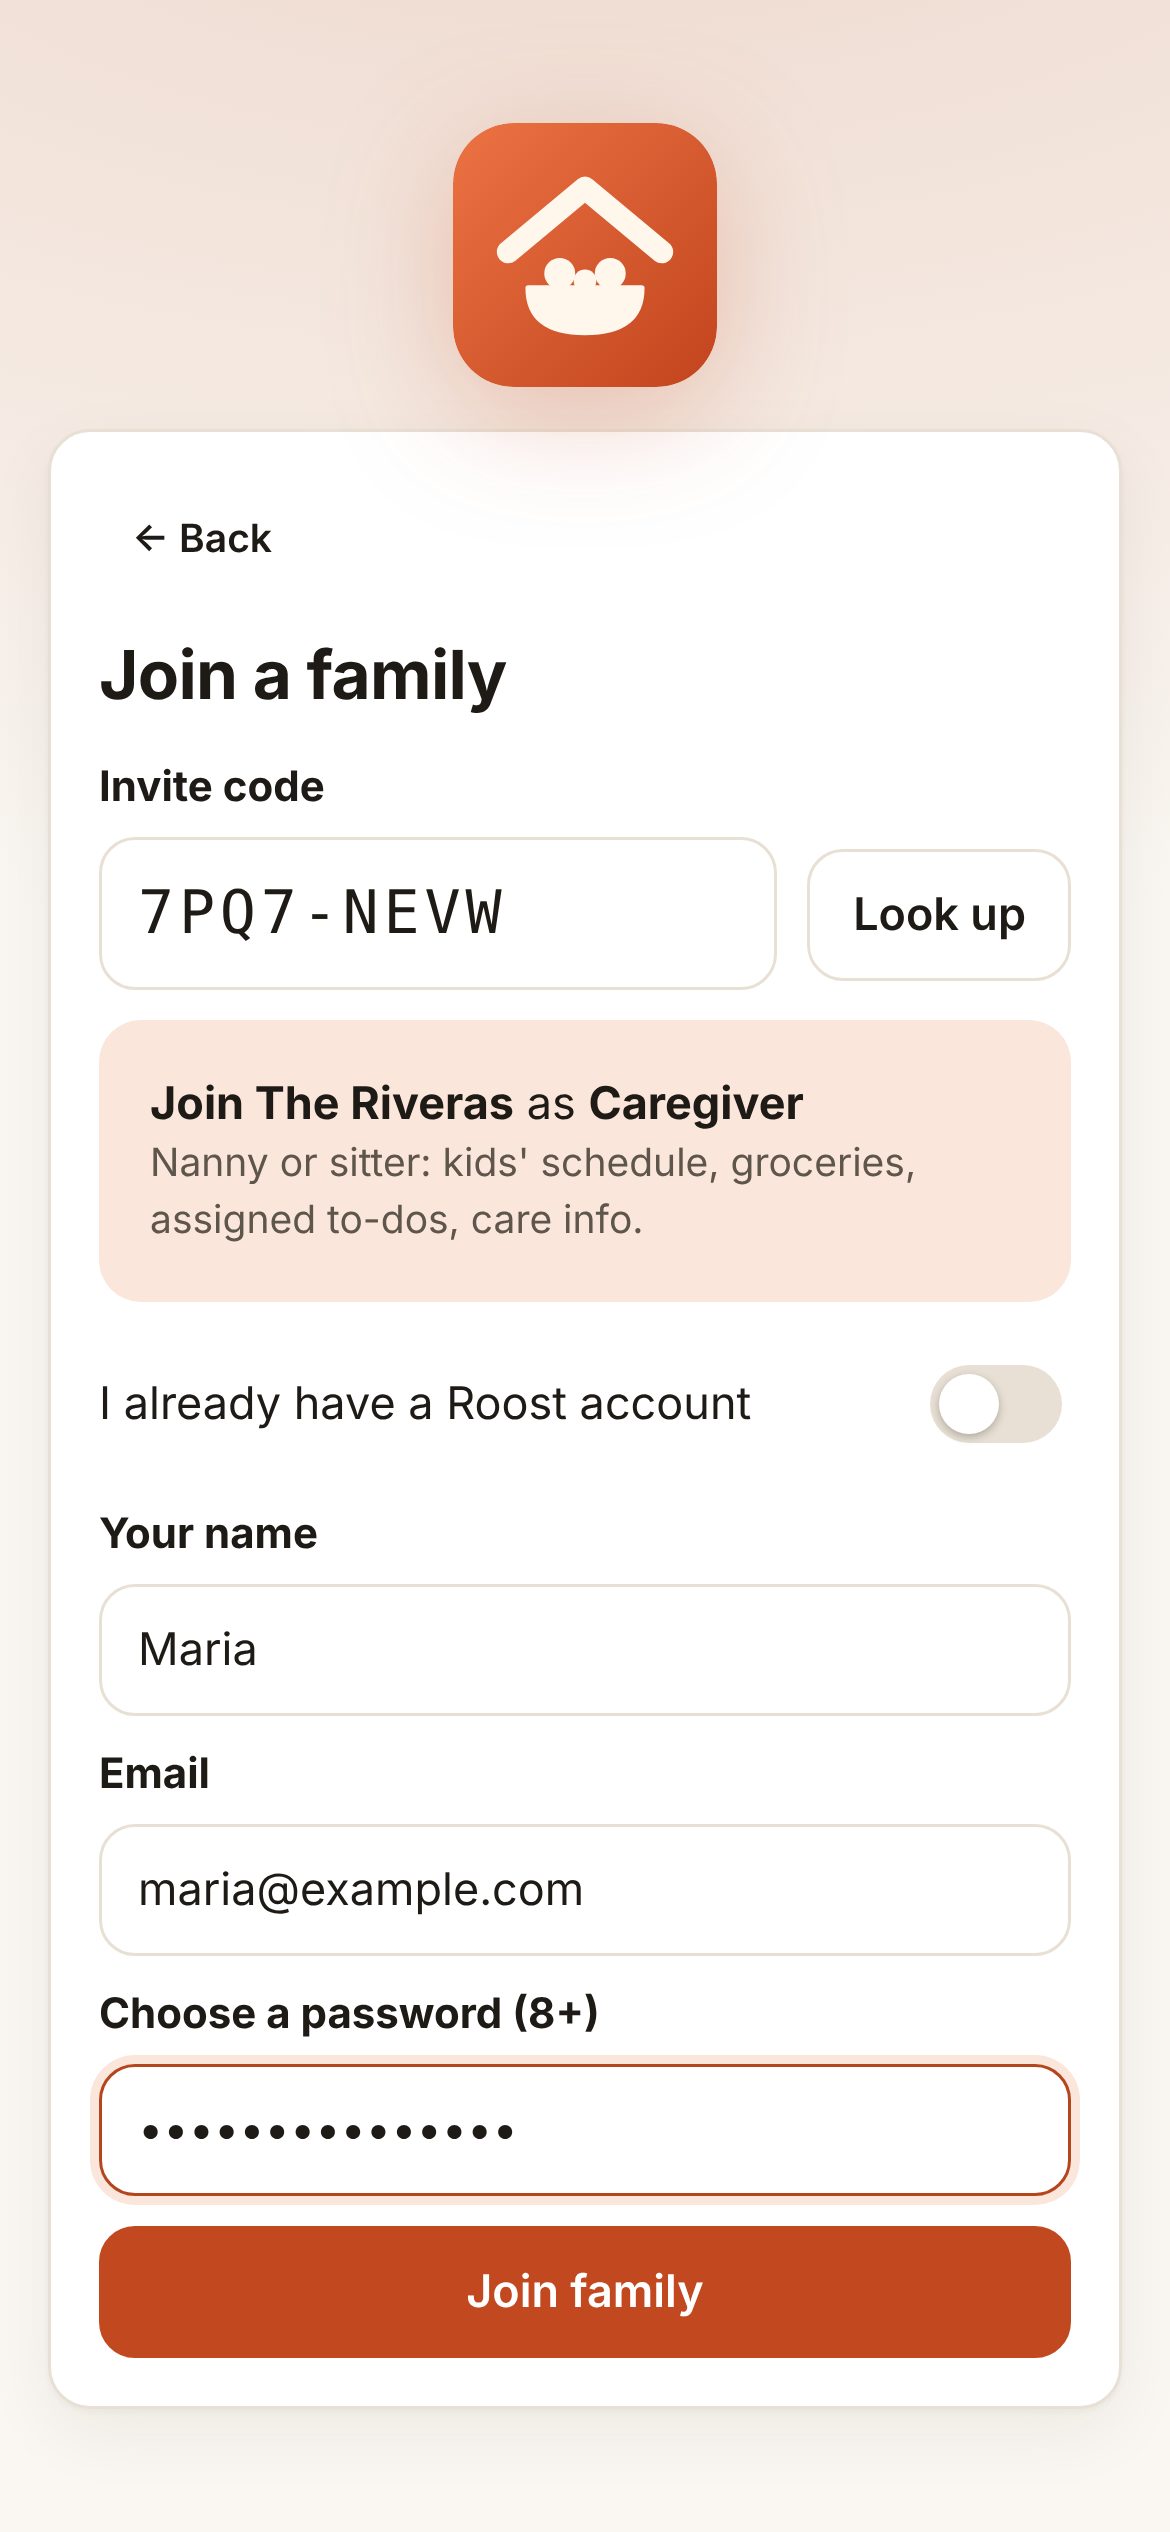 ← Back
Join a family
Invite code
7PQ7-NEVW
Look up
Join The Riveras as Caregiver
Nanny or sitter: kids' schedule, groceries,
assigned to-dos, care info.
I already have a Roost account
Your name
Maria
Email
maria@example.com
Choose a password (8+)
•••••••••••••••
Join family